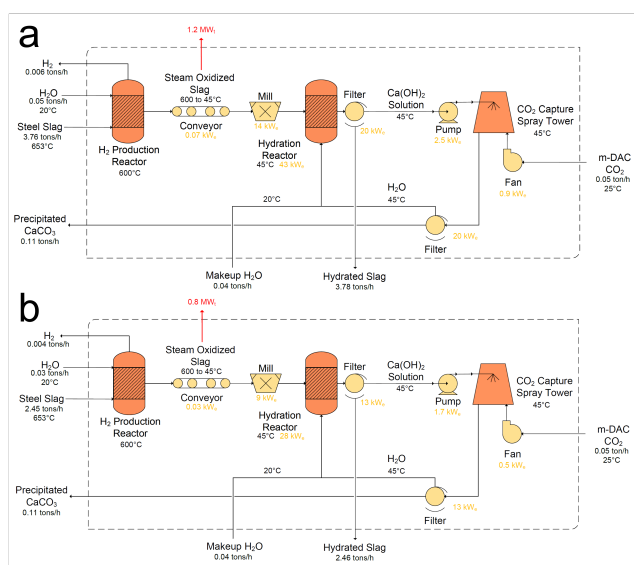 a
1.2 MWₜ
H₂
0.006 tons/h
H₂O
0.05 tons/h
20°C
Steel Slag
3.76 tons/h
653°C
H₂ Production
Reactor
600°C
Steam Oxidized
Slag
600 to 45°C
Conveyor
0.07 kWₑ
Mill
14 kWₑ
Hydration
Reactor
45°C 43 kWₑ
Filter
20 kWₑ
Ca(OH)₂
Solution
45°C
Pump
2.5 kWₑ
CO₂ Capture
Spray Tower
45°C
Fan
0.9 kWₑ
m-DAC
CO₂
0.05 ton/h
25°C
20°C
H₂O
45°C
Precipitated
CaCO₃
0.11 tons/h
Filter
20 kWₑ
Makeup H₂O
0.04 tons/h
Hydrated Slag
3.78 tons/h
b
0.8 MWₜ
H₂
0.004 tons/h
H₂O
0.03 tons/h
20°C
Steel Slag
2.45 tons/h
653°C
H₂ Production
Reactor
600°C
Steam Oxidized
Slag
600 to 45°C
Conveyor
0.03 kWₑ
Mill
9 kWₑ
Hydration
Reactor
45°C 28 kWₑ
Filter
13 kWₑ
Ca(OH)₂
Solution
45°C
Pump
1.7 kWₑ
CO₂ Capture
Spray Tower
45°C
Fan
0.5 kWₑ
m-DAC
CO₂
0.05 ton/h
25°C
20°C
H₂O
45°C
Precipitated
CaCO₃
0.11 tons/h
Filter
13 kWₑ
Makeup H₂O
0.04 tons/h
Hydrated Slag
2.46 tons/h